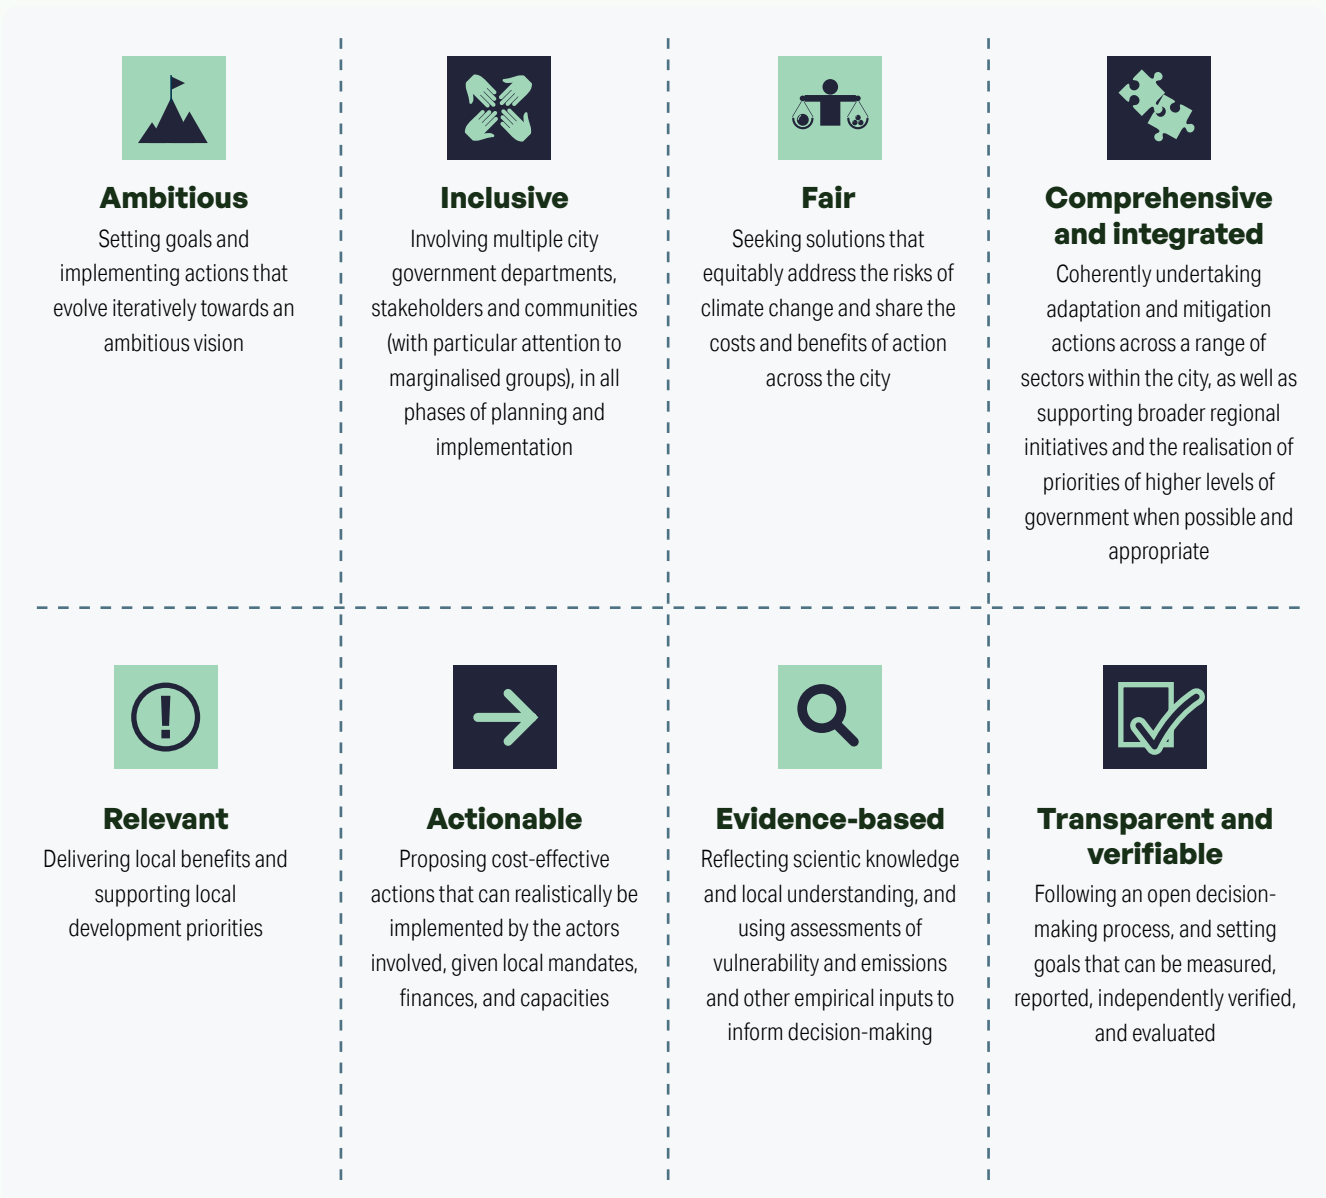 Ambitious
Setting goals and
implementing actions that
evolve iteratively towards an
ambitious vision
Inclusive
Involving multiple city
government departments,
stakeholders and communities
(with particular attention to
marginalised groups), in all
phases of planning and
implementation
Fair
Seeking solutions that
equitably address the risks of
climate change and share the
costs and benefits of action
across the city
Comprehensive
and integrated
Coherently undertaking
adaptation and mitigation
actions across a range of
sectors within the city, as well as
supporting broader regional
initiatives and the realisation of
priorities of higher levels of
government when possible and
appropriate
Relevant
Delivering local benefits and
supporting local
development priorities
Actionable
Proposing cost-effective
actions that can realistically be
implemented by the actors
involved, given local mandates,
finances, and capacities
Evidence-based
Reflecting scientic knowledge
and local understanding, and
using assessments of
vulnerability and emissions
and other empirical inputs to
inform decision-making
Transparent and
verifiable
Following an open decision-
making process, and setting
goals that can be measured,
reported, independently verified,
and evaluated